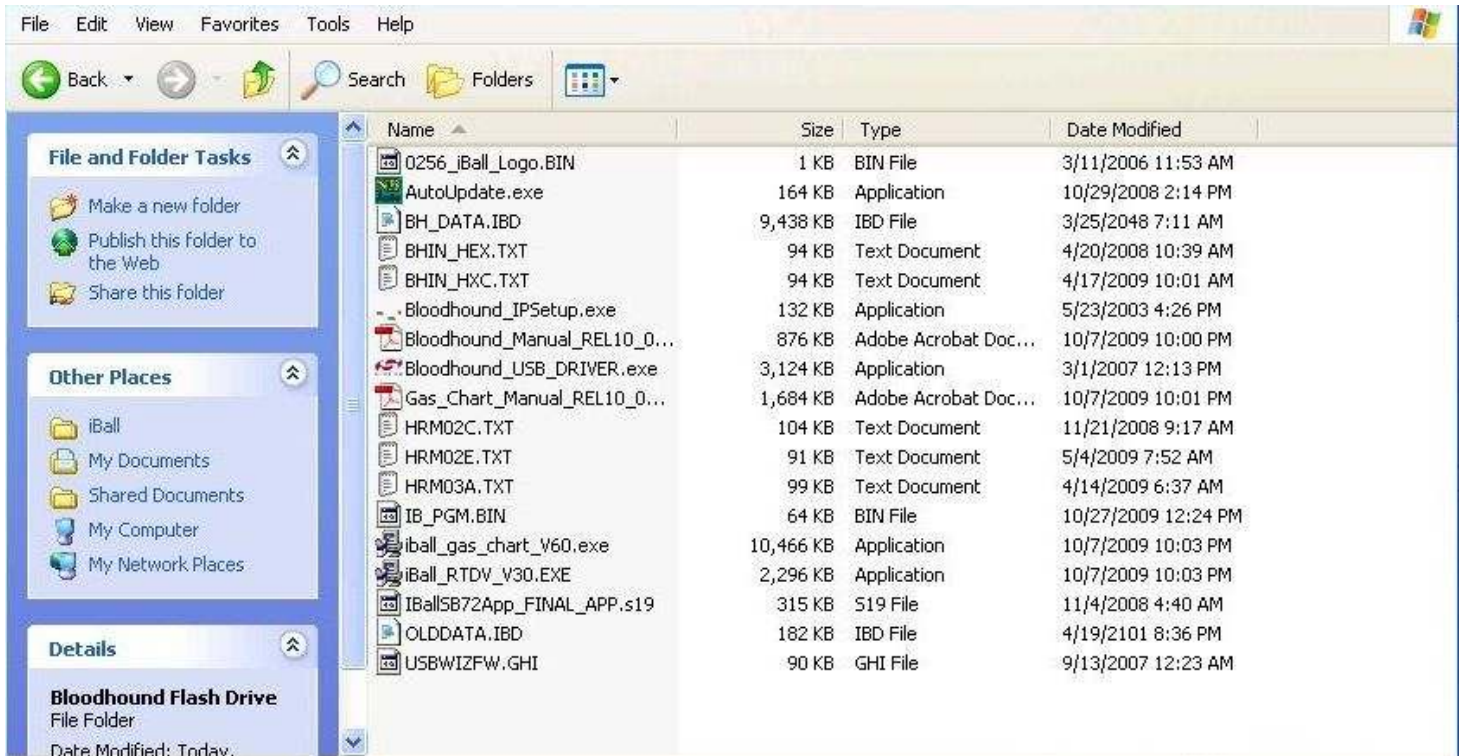 File Edit View Favorites Tools Help
Back Search Folders
File and Folder Tasks
Make a new folder
Publish this folder to
the Web
Share this folder
Other Places
iBall
My Documents
Shared Documents
My Computer
My Network Places
Details
Bloodhound Flash Drive
File Folder
Date Modified: Today,
Name Size Type Date Modified
0256_iBall_Logo.BIN 1 KB BIN File 3/11/2006 11:53 AM
AutoUpdate.exe 164 KB Application 10/29/2008 2:14 PM
BH_DATA.IBD 9,438 KB IBD File 3/25/2048 7:11 AM
BHIN_HEX.TXT 94 KB Text Document 4/20/2008 10:39 AM
BHIN_HXC.TXT 94 KB Text Document 4/17/2009 10:01 AM
Bloodhound_IPSetup.exe 132 KB Application 5/23/2003 4:26 PM
Bloodhound_Manual_REL10_0... 876 KB Adobe Acrobat Doc... 10/7/2009 10:00 PM
Bloodhound_USB_DRIVER.exe 3,124 KB Application 3/1/2007 12:13 PM
Gas_Chart_Manual_REL10_0... 1,684 KB Adobe Acrobat Doc... 10/7/2009 10:01 PM
HRM02C.TXT 104 KB Text Document 11/21/2008 9:17 AM
HRM02E.TXT 91 KB Text Document 5/4/2009 7:52 AM
HRM03A.TXT 99 KB Text Document 4/14/2009 6:37 AM
IB_PGM.BIN 64 KB BIN File 10/27/2009 12:24 PM
iball_gas_chart_V60.exe 10,466 KB Application 10/7/2009 10:03 PM
iBall_RTDV_V30.EXE 2,296 KB Application 10/7/2009 10:03 PM
IBallSB72App_FINAL_APP.s19 315 KB S19 File 11/4/2008 4:40 AM
OLDDATA.IBD 182 KB IBD File 4/19/2101 8:36 PM
USBWIZFW.GHI 90 KB GHI File 9/13/2007 12:23 AM